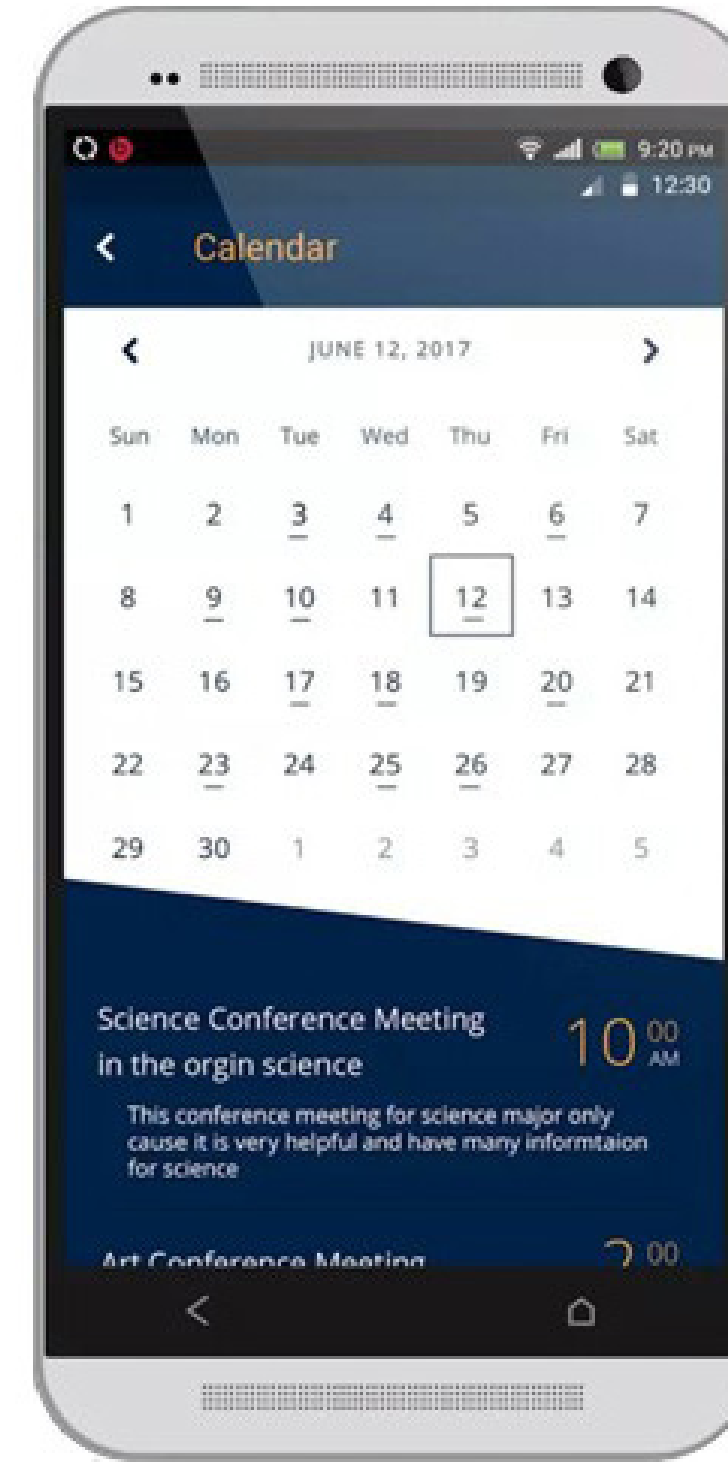 9:20 PM
12:30
Calendar
JUNE 12, 2017
Sun Mon Tue Wed Thu Fri Sat
1 2 3 4 5 6 7
8 9 10 11 12 13 14
15 16 17 18 19 20 21
22 23 24 25 26 27 28
29 30 1 2 3 4 5
Science Conference Meeting
in the orgin science
10 00 AM
This conference meeting for science major only
cause it is very helpful and have many informtaion
for science
Art Conference Meeting
00